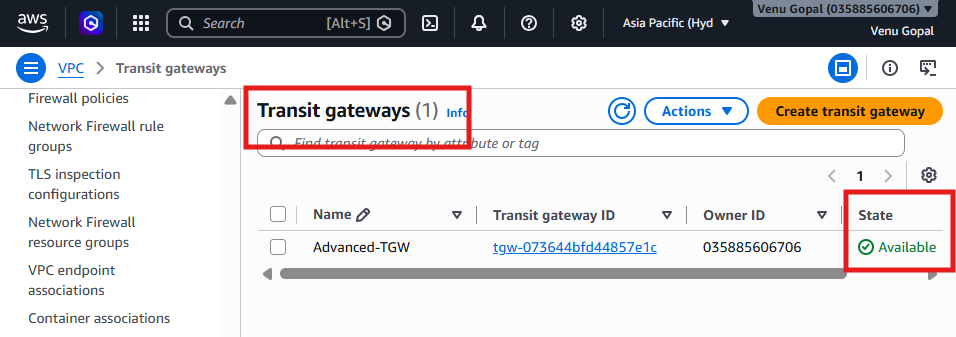 aws
Search [Alt+S]
Asia Pacific (Hyd
Venu Gopal (035885606706)
Venu Gopal
VPC > Transit gateways
Firewall policies
Network Firewall rule
groups
TLS inspection
configurations
Network Firewall
resource groups
VPC endpoint
associations
Container associations
Transit gateways (1) Info
Actions
Create transit gateway
Find transit gateway by attribute or tag
1
Name Transit gateway ID Owner ID State
Advanced-TGW tgw-073644bfd44857e1c 035885606706 Available